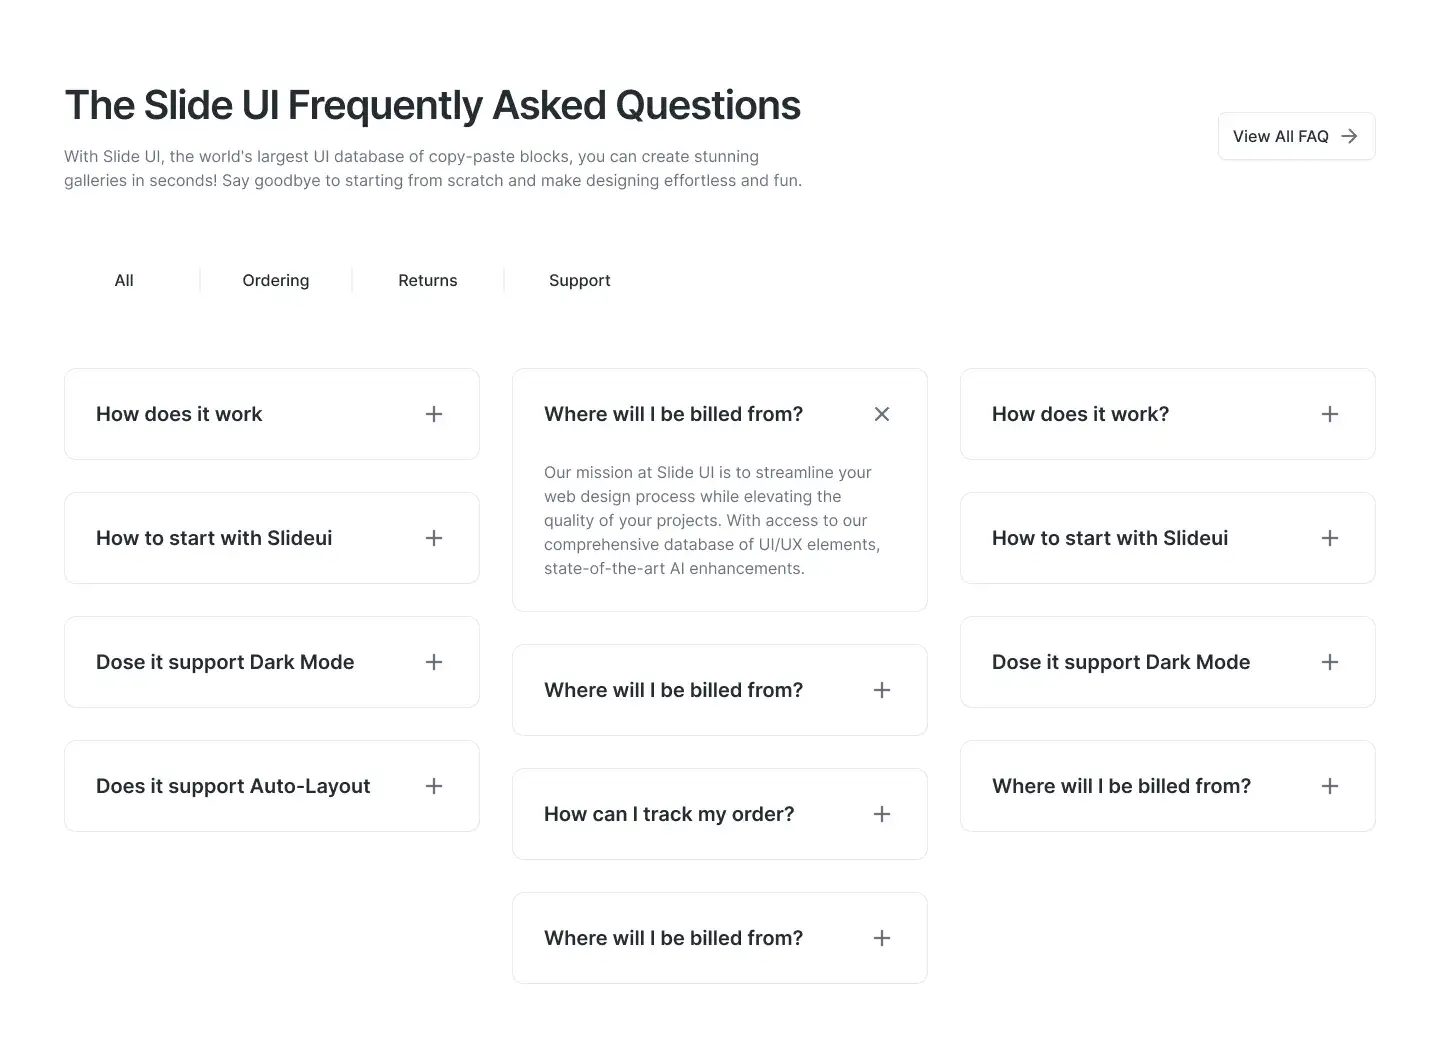 The Slide UI Frequently Asked Questions
With Slide UI, the world's largest UI database of copy-paste blocks, you can create stunning
galleries in seconds! Say goodbye to starting from scratch and make designing effortless and fun.
View All FAQ
All
Ordering
Returns
Support
How does it work
How to start with Slideui
Dose it support Dark Mode
Does it support Auto-Layout
Where will I be billed from?
Our mission at Slide UI is to streamline your
web design process while elevating the
quality of your projects. With access to our
comprehensive database of UI/UX elements,
state-of-the-art AI enhancements.
Where will I be billed from?
How can I track my order?
Where will I be billed from?
How does it work?
How to start with Slideui
Dose it support Dark Mode
Where will I be billed from?